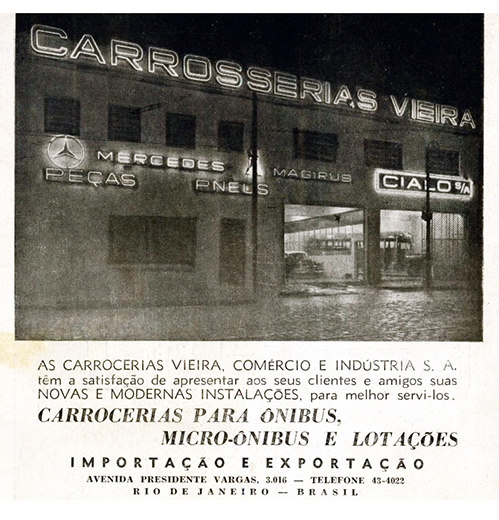 CARROSSERIAS VIEIRA
MERCEDES MAGIRUS
PEÇAS PNEUS CIALO S/A
AS CARROCERIAS VIEIRA, COMÉRCIO E INDÚSTRIA S. A.
têm a satisfação de apresentar aos seus clientes e amigos suas
NOVAS E MODERNAS INSTALAÇÕES, para melhor servi-los.
CARROCERIAS PARA ÔNIBUS,
MICRO-ÔNIBUS E LOTAÇÕES
IMPORTAÇÃO E EXPORTAÇÃO
AVENIDA PRESIDENTE VARGAS, 3.016 — TELEFONE 43-4022
RIO DE JANEIRO — BRASIL